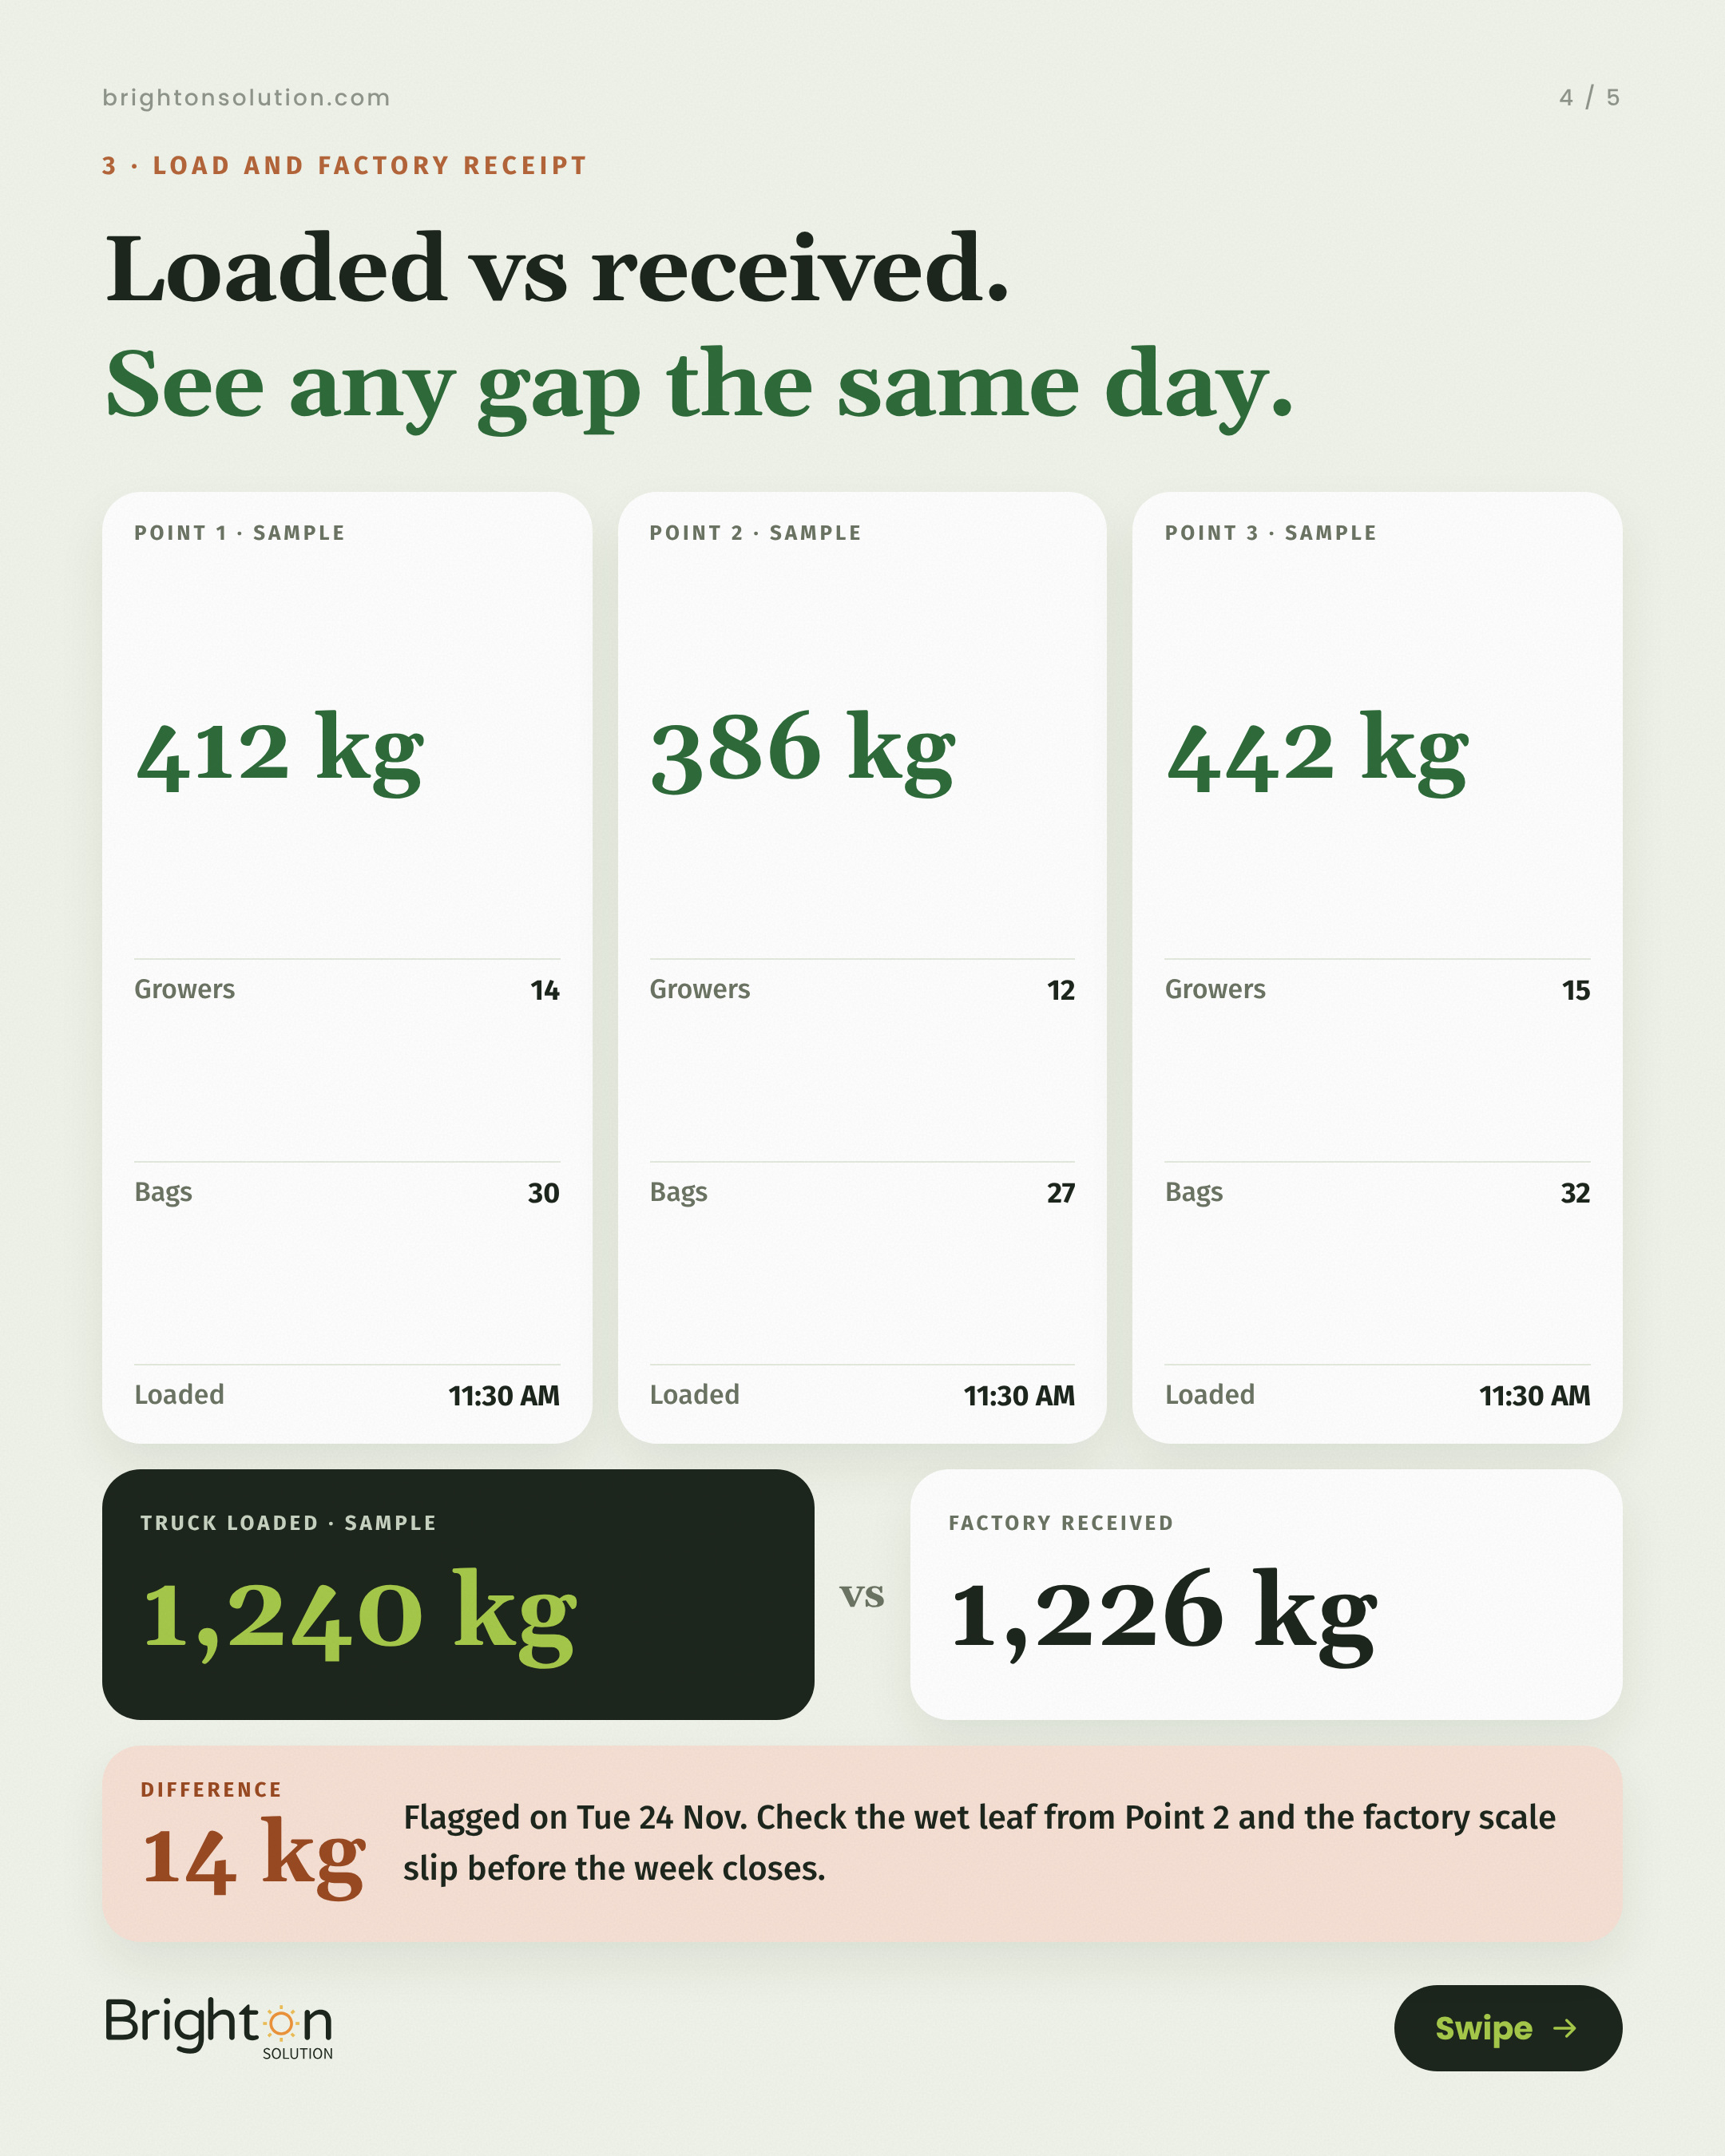 brightonsolution.com
4 / 5
3 · LOAD AND FACTORY RECEIPT
Loaded vs received.
See any gap the same day.
POINT 1 · SAMPLE
412 kg
Growers 14
Bags 30
Loaded 11:30 AM
POINT 2 · SAMPLE
386 kg
Growers 12
Bags 27
Loaded 11:30 AM
POINT 3 · SAMPLE
442 kg
Growers 15
Bags 32
Loaded 11:30 AM
TRUCK LOADED · SAMPLE
1,240 kg
vs
FACTORY RECEIVED
1,226 kg
DIFFERENCE
14 kg
Flagged on Tue 24 Nov. Check the wet leaf from Point 2 and the factory scale
slip before the week closes.
Brighton
SOLUTION
Swipe →